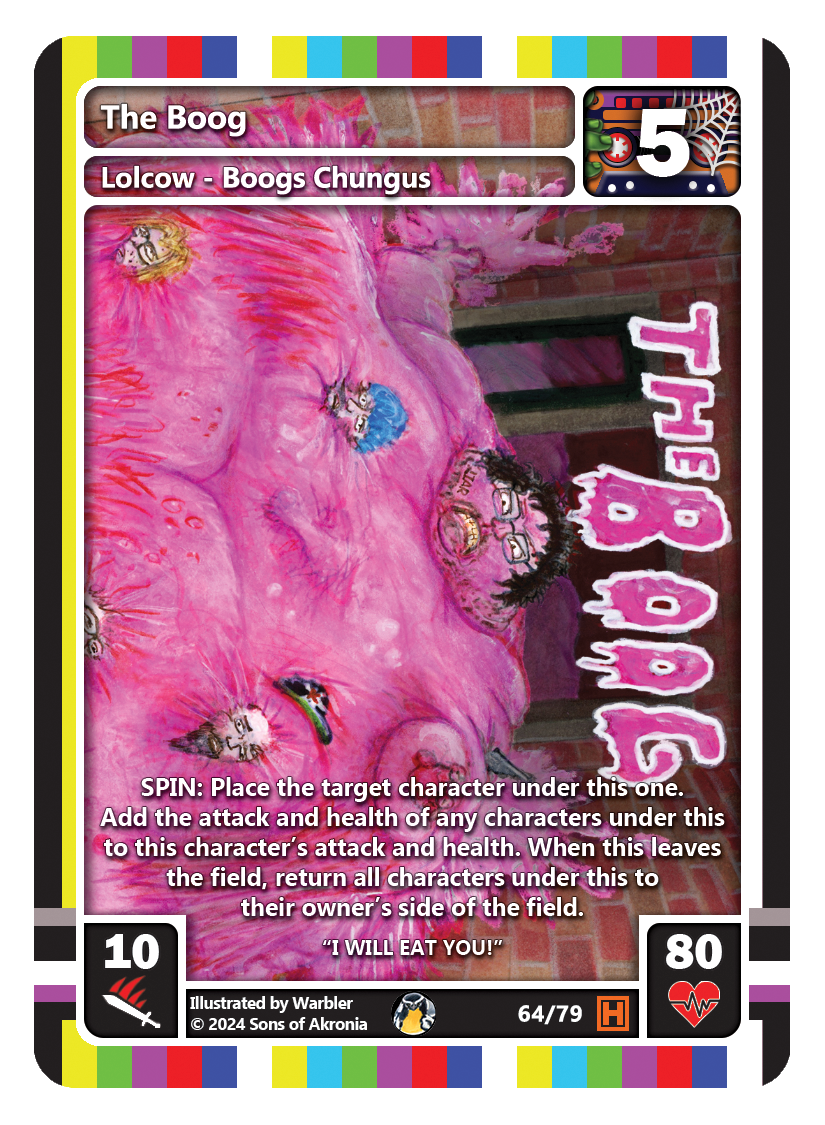 The Boog
5
Lolcow - Boogs Chungus
THE
BOOG
SPIN: Place the target character under this one.
Add the attack and health of any characters under this
to this character’s attack and health. When this leaves
the field, return all characters under this to
their owner’s side of the field.
“I WILL EAT YOU!”
10
80
Illustrated by Warbler
© 2024 Sons of Akronia
64/79
H